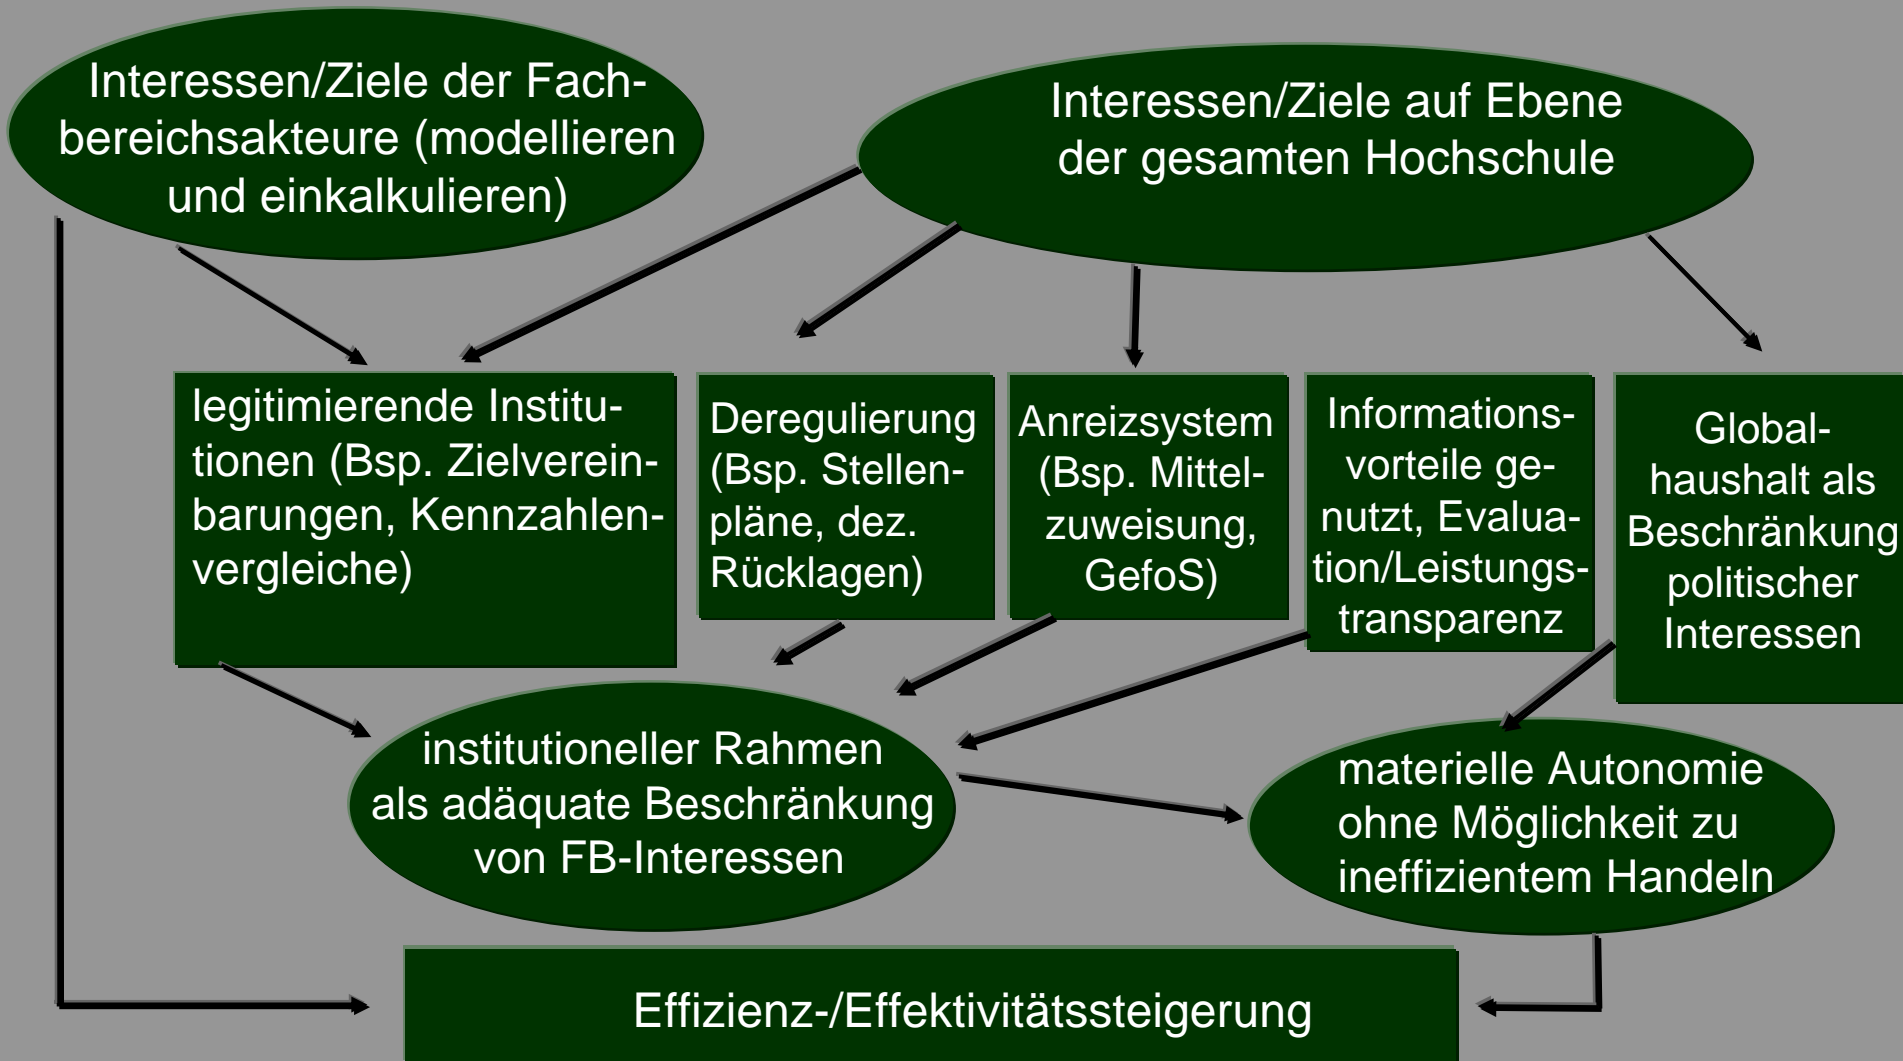 Interessen/Ziele der Fach-
bereichsakteure (modellieren
und einkalkulieren)
Interessen/Ziele auf Ebene
der gesamten Hochschule
legitimierende Institu-
tionen (Bsp. Zielverein-
barungen, Kennzahlen-
vergleiche)
Deregulierung
(Bsp. Stellen-
pläne, dez.
Rücklagen)
Anreizsystem
(Bsp. Mittel-
zuweisung,
GefoS)
Informations-
vorteile ge-
nutzt, Evalua-
tion/Leistungs-
transparenz
Global-
haushalt als
Beschränkung
politischer
Interessen
institutioneller Rahmen
als adäquate Beschränkung
von FB-Interessen
materielle Autonomie
ohne Möglichkeit zu
ineffizientem Handeln
Effizienz-/Effektivitätssteigerung